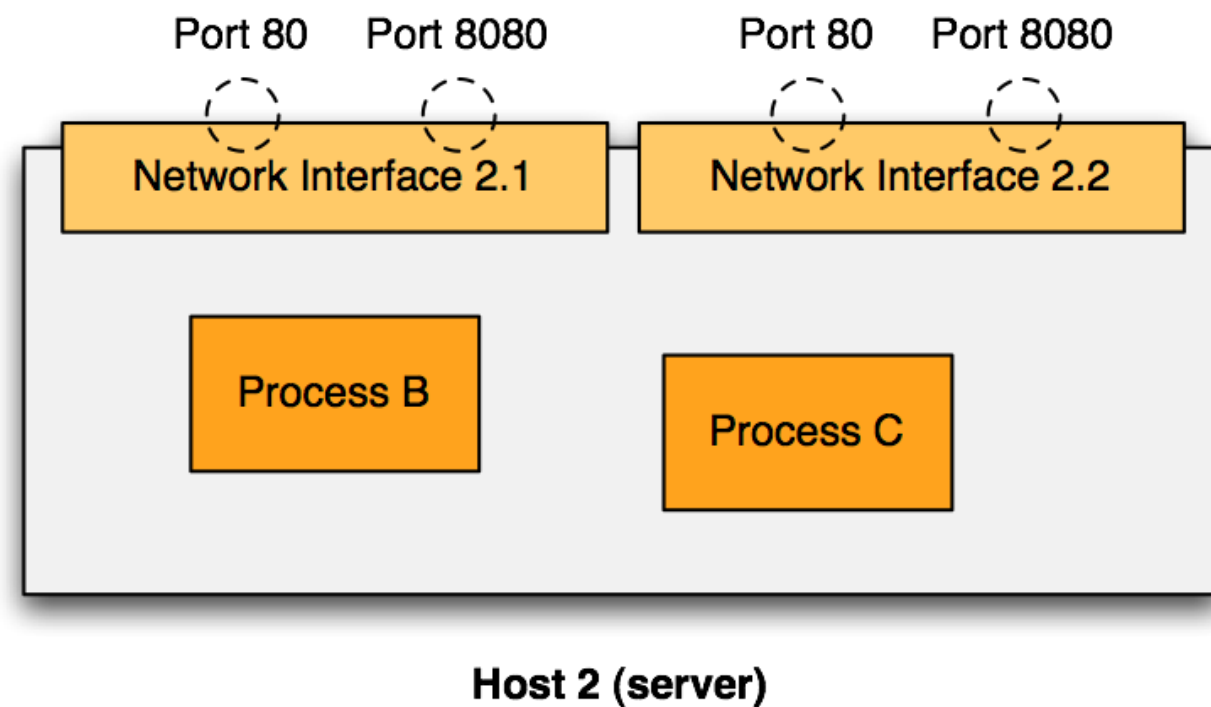 Port 80
Port 8080
Port 80
Port 8080
Network Interface 2.1
Network Interface 2.2
Process B
Process C
Host 2 (server)